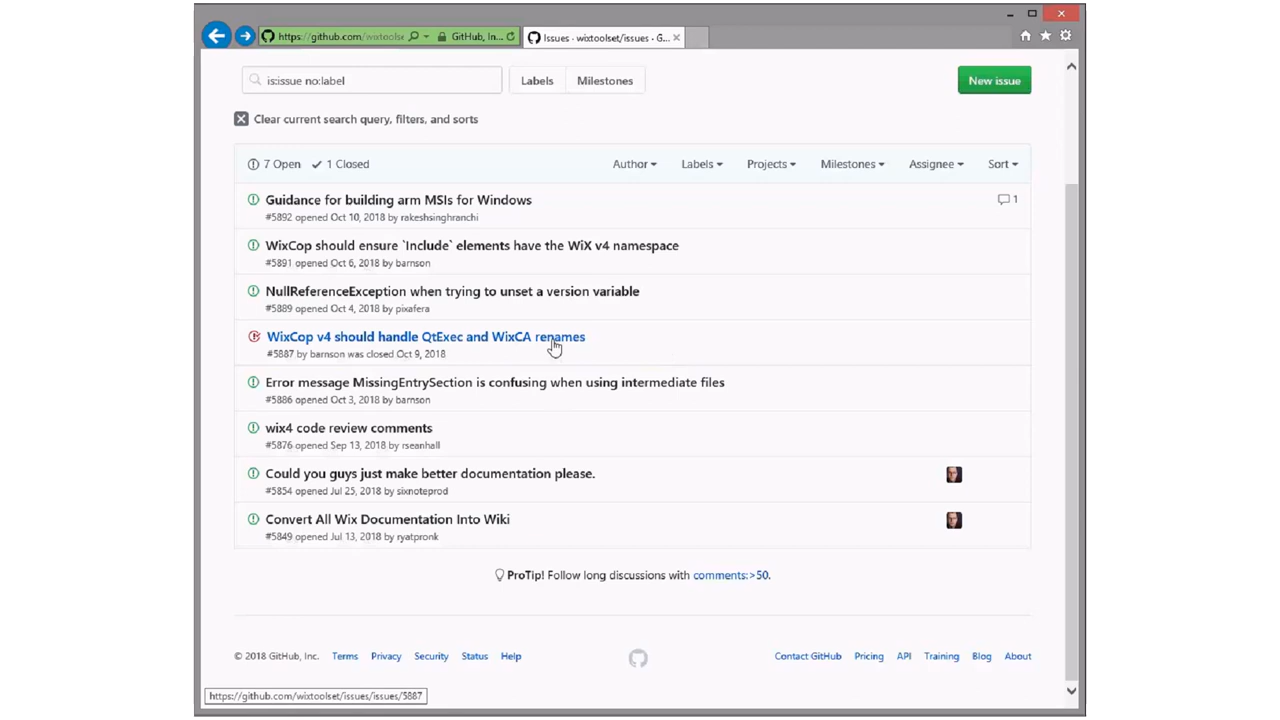 https://github.com/wixtoolse
GitHub, In...
Issues · wixtoolset/issues · G...
is:issue no:label
Labels
Milestones
New issue
Clear current search query, filters, and sorts
7 Open
1 Closed
Author
Labels
Projects
Milestones
Assignee
Sort
Guidance for building arm MSIs for Windows
1
#5892 opened Oct 10, 2018 by rakeshsinghranchi
WixCop should ensure `Include` elements have the WiX v4 namespace
#5891 opened Oct 6, 2018 by barnson
NullReferenceException when trying to unset a version variable
#5889 opened Oct 4, 2018 by pixafera
WixCop v4 should handle QtExec and WixCA renames
#5887 by barnson was closed Oct 9, 2018
Error message MissingEntrySection is confusing when using intermediate files
#5886 opened Oct 3, 2018 by barnson
wix4 code review comments
#5876 opened Sep 13, 2018 by rseanhall
Could you guys just make better documentation please.
#5854 opened Jul 25, 2018 by sixnoteprod
Convert All Wix Documentation Into Wiki
#5849 opened Jul 13, 2018 by ryatpronk
ProTip! Follow long discussions with comments:>50.
© 2018 GitHub, Inc.
Terms
Privacy
Security
Status
Help
Contact GitHub
Pricing
API
Training
Blog
About
https://github.com/wixtoolset/issues/issues/5887